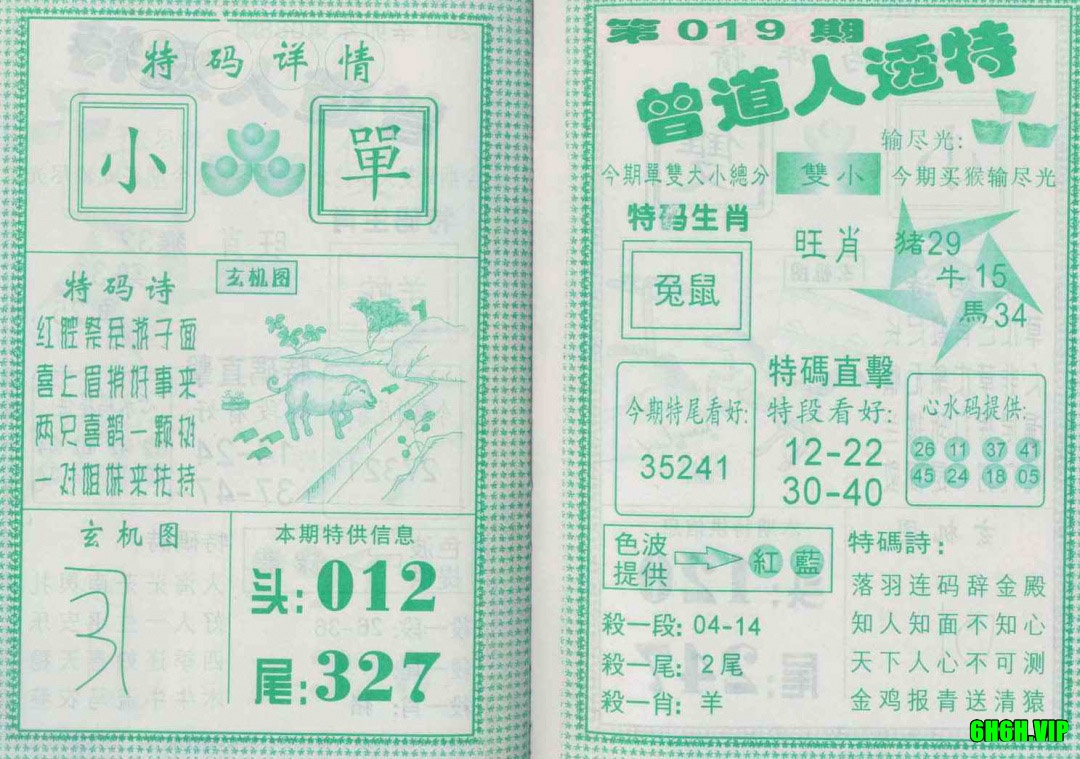 特码详情
小
單
特码诗
玄机图
喜上眉梢好事来
两只喜鹊一颗树
一对姐妹来扶持
玄机图
本期特供信息
头:012
尾:327
第019期
曾道人透特
输尽光:
今期單雙大小總分
雙小
今期买猴输尽光
特码生肖
兔鼠
旺肖
猪29
牛15
馬34
今期特尾看好:
35241
特碼直擊
特段看好:
12-22
30-40
心水码提供:
26 11 37 41
45 24 18 05
色波
提供
紅藍
殺一段: 04-14
殺一尾: 2尾
殺一肖: 羊
特碼詩:
落羽连码辞金殿
知人知面不知心
天下人心不可测
金鸡报青送清猿
6H6H.VIP